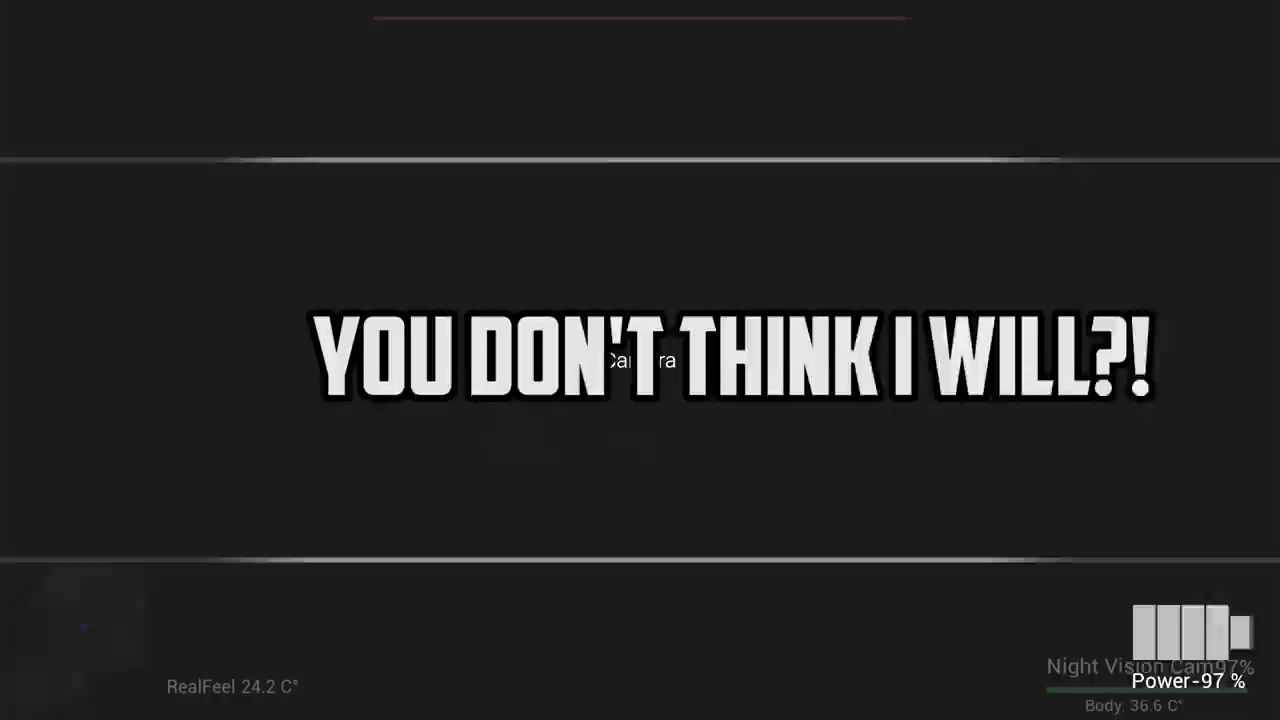 YOU DON'T THINK I WILL?!
Night Vision Cam97%
Power-97 %
RealFeel 24.2 C°
Body: 36.6 C°